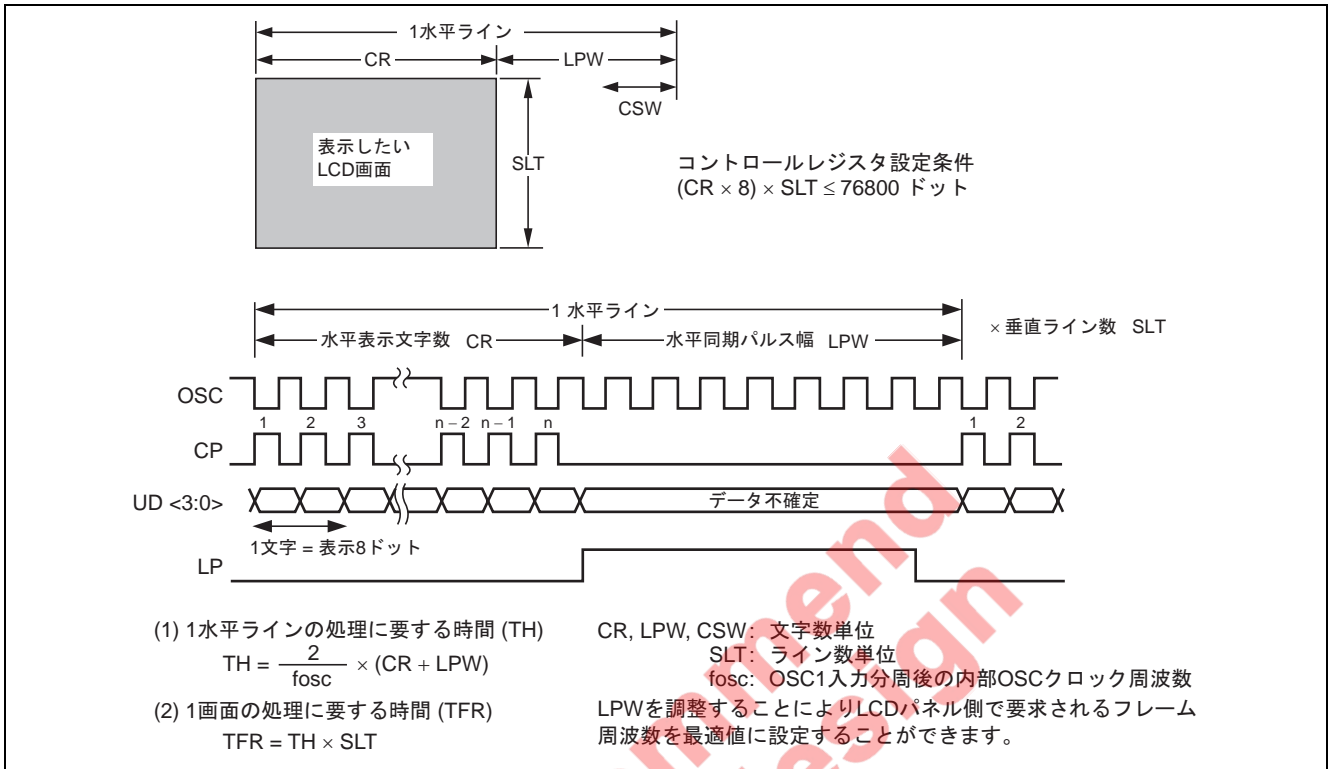 1水平ライン
CR
LPW
CSW
表示したい
LCD画面
SLT
コントロールレジスタ設定条件
(CR × 8) × SLT ≤ 76800 ドット
1 水平ライン
水平表示文字数 CR
水平同期パルス幅 LPW
× 垂直ライン数 SLT
OSC
1 2 3 n − 2 n − 1 n 1 2
CP
UD <3:0>
データ不確定
1文字 = 表示8ドット
LP
(1) 1水平ラインの処理に要する時間 (TH)
TH = 2/fosc × (CR + LPW)
(2) 1画面の処理に要する時間 (TFR)
TFR = TH × SLT
CR, LPW, CSW: 文字数単位
SLT: ライン数単位
fosc: OSC1入力分周後の内部OSCクロック周波数
LPWを調整することによりLCDパネル側で要求されるフレーム
周波数を最適値に設定することができます。
mmend
design